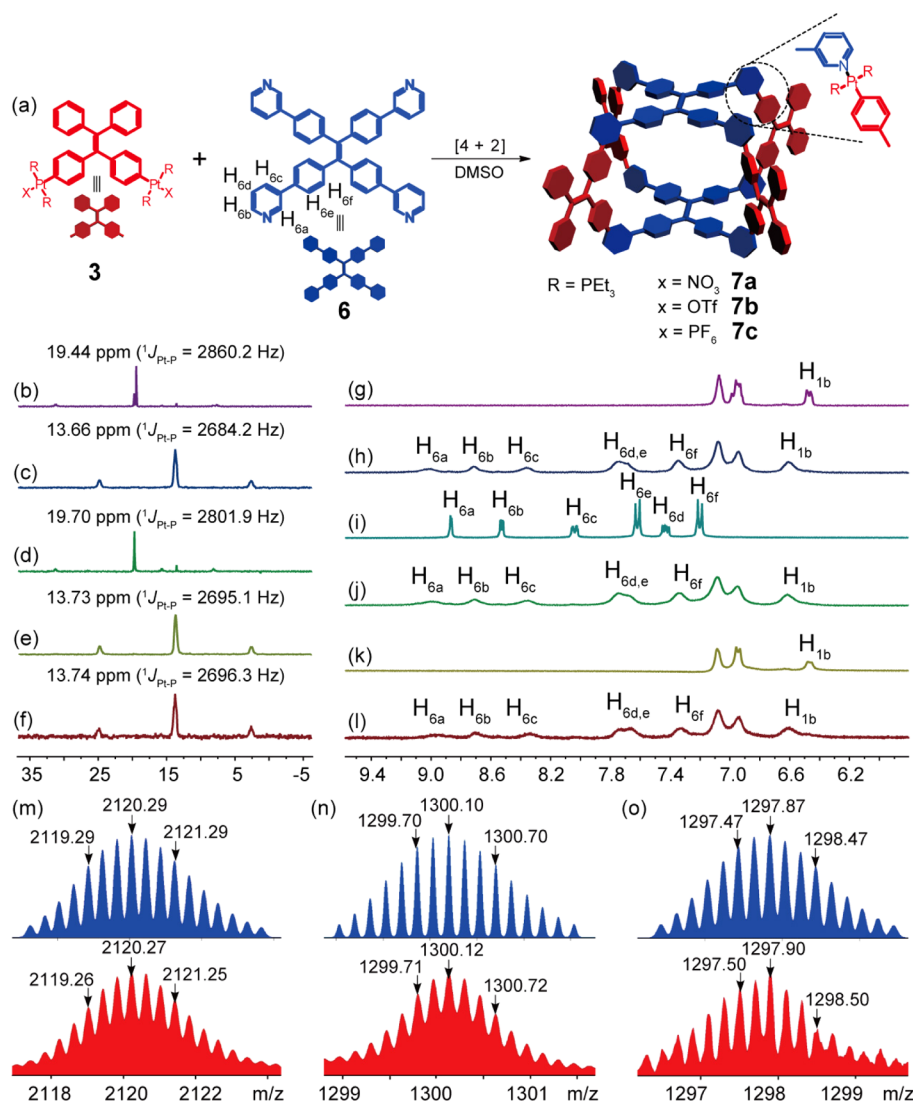 (a)
R
P
X
R
Pt
R
X
R
3
+
N
N
N
N
H6d
H6c
H6b
H6a
H6e
H6f
6
[4 + 2]
DMSO
N
R
Pt
R
R = PEt3
x = NO3 7a
x = OTf 7b
x = PF6 7c
19.44 ppm (1JPt-P = 2860.2 Hz)
(b)
13.66 ppm (1JPt-P = 2684.2 Hz)
(c)
19.70 ppm (1JPt-P = 2801.9 Hz)
(d)
13.73 ppm (1JPt-P = 2695.1 Hz)
(e)
13.74 ppm (1JPt-P = 2696.3 Hz)
(f)
35 25 15 5 -5
(g) H1b
(h) H6a H6b H6c H6d,e H6f H1b
(i) H6a H6b H6c H6e H6d H6f
(j) H6a H6b H6c H6d,e H6f H1b
(k) H1b
(l) H6a H6b H6c H6d,e H6f H1b
9.4 9.0 8.6 8.2 7.8 7.4 7.0 6.6 6.2
(m)
2120.29
2119.29 2121.29
2120.27
2119.26 2121.25
2118 2120 2122 m/z
(n)
1300.10
1299.70 1300.70
1300.12
1299.71 1300.72
1299 1300 1301 m/z
(o)
1297.87
1297.47 1298.47
1297.90
1297.50 1298.50
1297 1298 1299 m/z